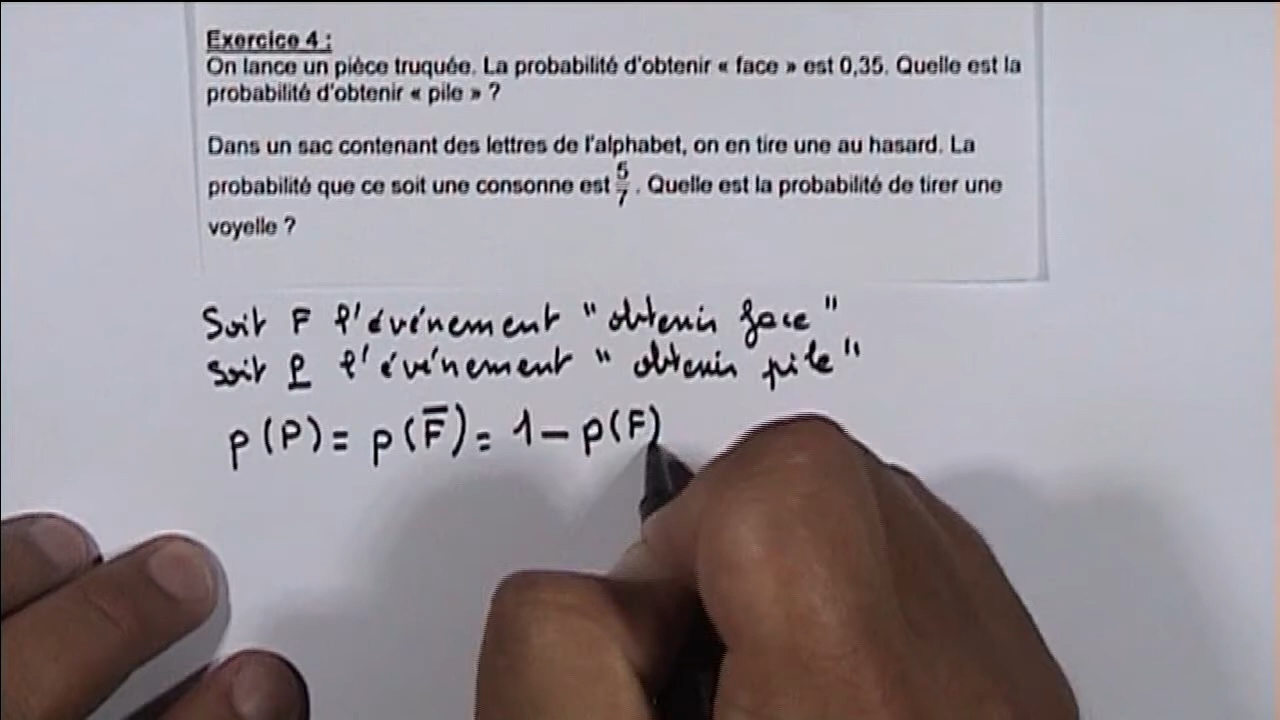 Exercice 4 :
On lance un pièce truquée. La probabilité d'obtenir « face » est 0,35. Quelle est la
probabilité d'obtenir « pile » ?
Dans un sac contenant des lettres de l'alphabet, on en tire une au hasard. La
probabilité que ce soit une consonne est 5/7 . Quelle est la probabilité de tirer une
voyelle ?
Soit F l'événement "obtenir face"
Soit P l'événement "obtenir pile"
p(P) = p(F̅) = 1 - p(F)